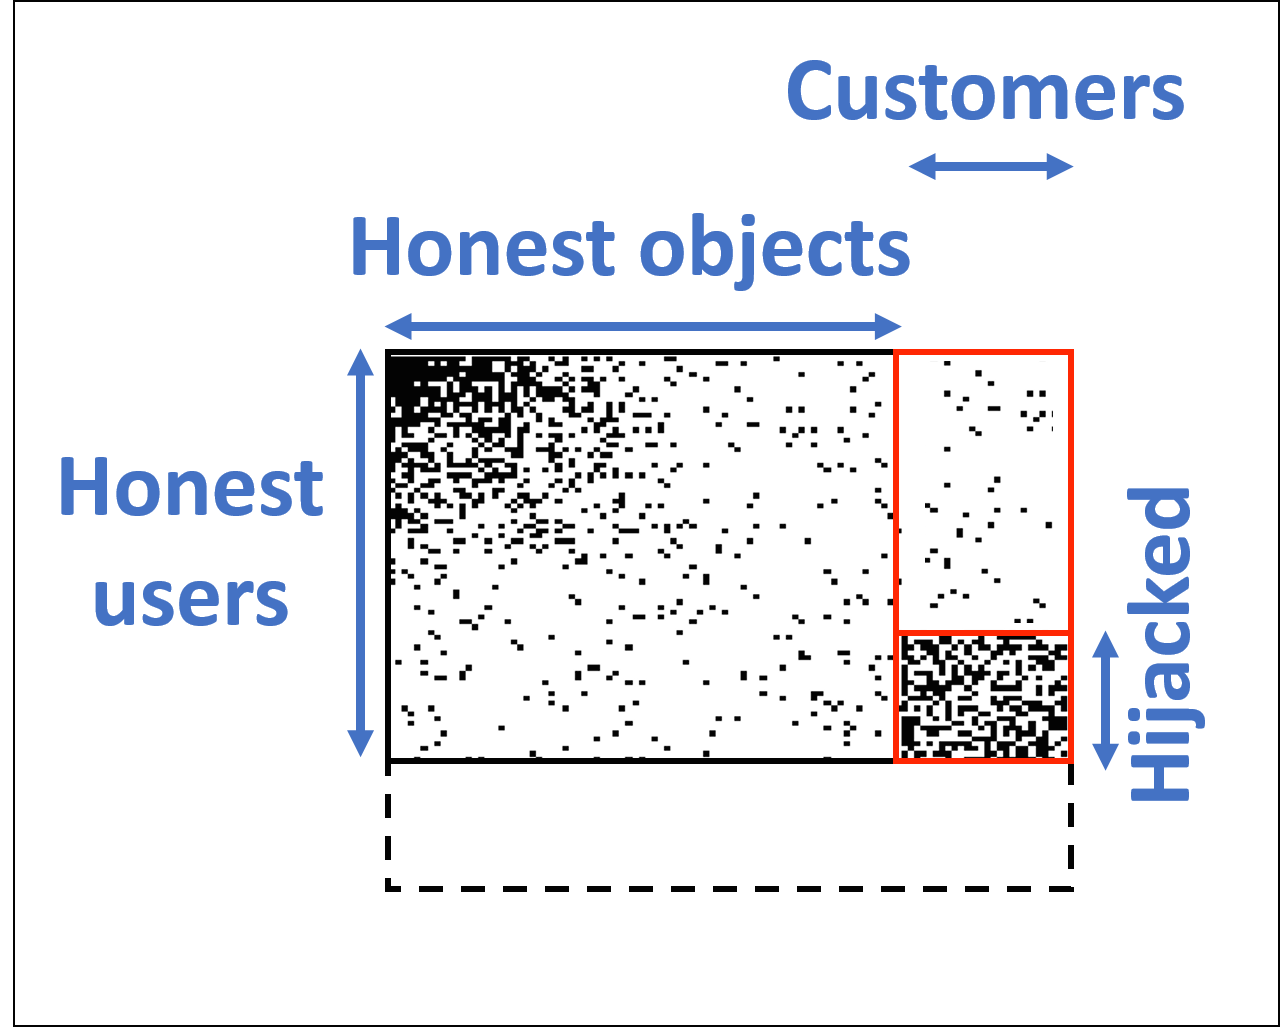 Customers
Honest objects
Honest
users
Hijacked